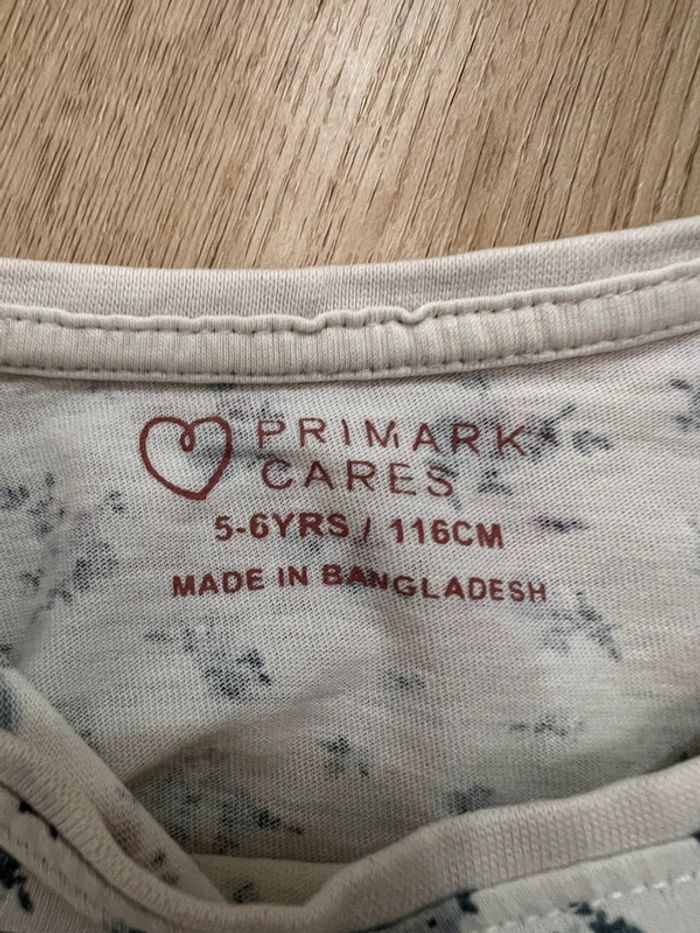 PRIMARK
CARES
5-6YRS / 116CM
MADE IN BANGLADESH